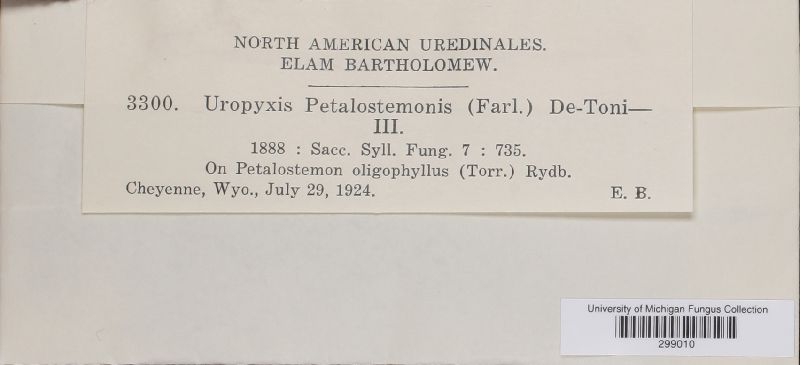 NORTH AMERICAN UREDINALES.
ELAM BARTHOLOMEW.
3300. Uropyxis Petalostemonis (Farl.) De-Toni—
III.
1888 : Sacc. Syll. Fung. 7 : 735.
On Petalostemon oligophyllus (Torr.) Rydb.
Cheyenne, Wyo., July 29, 1924. E. B.
University of Michigan Fungus Collection
299010